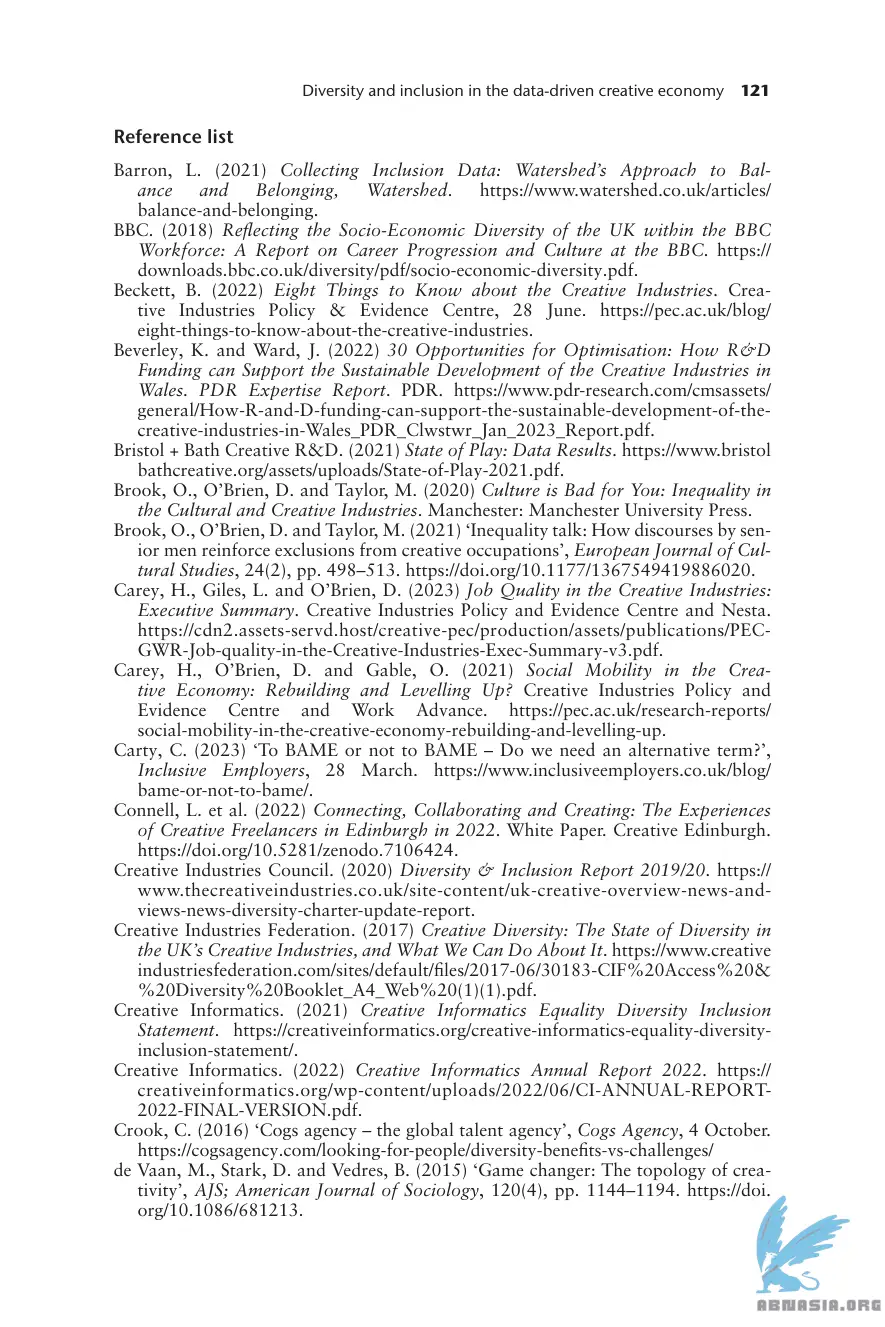 Diversity and inclusion in the data-driven creative economy 121
Reference list
Barron, L. (2021) Collecting Inclusion Data: Watershed’s Approach to Bal-
ance and Belonging, Watershed. https://www.watershed.co.uk/articles/
balance-and-belonging.
BBC. (2018) Reflecting the Socio-Economic Diversity of the UK within the BBC
Workforce: A Report on Career Progression and Culture at the BBC. https://
downloads.bbc.co.uk/diversity/pdf/socio-economic-diversity.pdf.
Beckett, B. (2022) Eight Things to Know about the Creative Industries. Crea-
tive Industries Policy & Evidence Centre, 28 June. https://pec.ac.uk/blog/
eight-things-to-know-about-the-creative-industries.
Beverley, K. and Ward, J. (2022) 30 Opportunities for Optimisation: How R&D
Funding can Support the Sustainable Development of the Creative Industries in
Wales. PDR Expertise Report. PDR. https://www.pdr-research.com/cmsassets/
general/How-R-and-D-funding-can-support-the-sustainable-development-of-the-
creative-industries-in-Wales_PDR_Clwstwr_Jan_2023_Report.pdf.
Bristol + Bath Creative R&D. (2021) State of Play: Data Results. https://www.bristol
bathcreative.org/assets/uploads/State-of-Play-2021.pdf.
Brook, O., O’Brien, D. and Taylor, M. (2020) Culture is Bad for You: Inequality in
the Cultural and Creative Industries. Manchester: Manchester University Press.
Brook, O., O’Brien, D. and Taylor, M. (2021) ‘Inequality talk: How discourses by sen-
ior men reinforce exclusions from creative occupations’, European Journal of Cul-
tural Studies, 24(2), pp. 498–513. https://doi.org/10.1177/1367549419886020.
Carey, H., Giles, L. and O’Brien, D. (2023) Job Quality in the Creative Industries:
Executive Summary. Creative Industries Policy and Evidence Centre and Nesta.
https://cdn2.assets-servd.host/creative-pec/production/assets/publications/PEC-
GWR-Job-quality-in-the-Creative-Industries-Exec-Summary-v3.pdf.
Carey, H., O’Brien, D. and Gable, O. (2021) Social Mobility in the Crea-
tive Economy: Rebuilding and Levelling Up? Creative Industries Policy and
Evidence Centre and Work Advance. https://pec.ac.uk/research-reports/
social-mobility-in-the-creative-economy-rebuilding-and-levelling-up.
Carty, C. (2023) ‘To BAME or not to BAME – Do we need an alternative term?’,
Inclusive Employers, 28 March. https://www.inclusiveemployers.co.uk/blog/
bame-or-not-to-bame/.
Connell, L. et al. (2022) Connecting, Collaborating and Creating: The Experiences
of Creative Freelancers in Edinburgh in 2022. White Paper. Creative Edinburgh.
https://doi.org/10.5281/zenodo.7106424.
Creative Industries Council. (2020) Diversity & Inclusion Report 2019/20. https://
www.thecreativeindustries.co.uk/site-content/uk-creative-overview-news-and-
views-news-diversity-charter-update-report.
Creative Industries Federation. (2017) Creative Diversity: The State of Diversity in
the UK’s Creative Industries, and What We Can Do About It. https://www.creative
industriesfederation.com/sites/default/files/2017-06/30183-CIF%20Access%20&
%20Diversity%20Booklet_A4_Web%20(1)(1).pdf.
Creative Informatics. (2021) Creative Informatics Equality Diversity Inclusion
Statement. https://creativeinformatics.org/creative-informatics-equality-diversity-
inclusion-statement/.
Creative Informatics. (2022) Creative Informatics Annual Report 2022. https://
creativeinformatics.org/wp-content/uploads/2022/06/CI-ANNUAL-REPORT-
2022-FINAL-VERSION.pdf.
Crook, C. (2016) ‘Cogs agency – the global talent agency’, Cogs Agency, 4 October.
https://cogsagency.com/looking-for-people/diversity-benefits-vs-challenges/
de Vaan, M., Stark, D. and Vedres, B. (2015) ‘Game changer: The topology of crea-
tivity’, AJS; American Journal of Sociology, 120(4), pp. 1144–1194. https://doi.
org/10.1086/681213.
ABNASIA.ORG